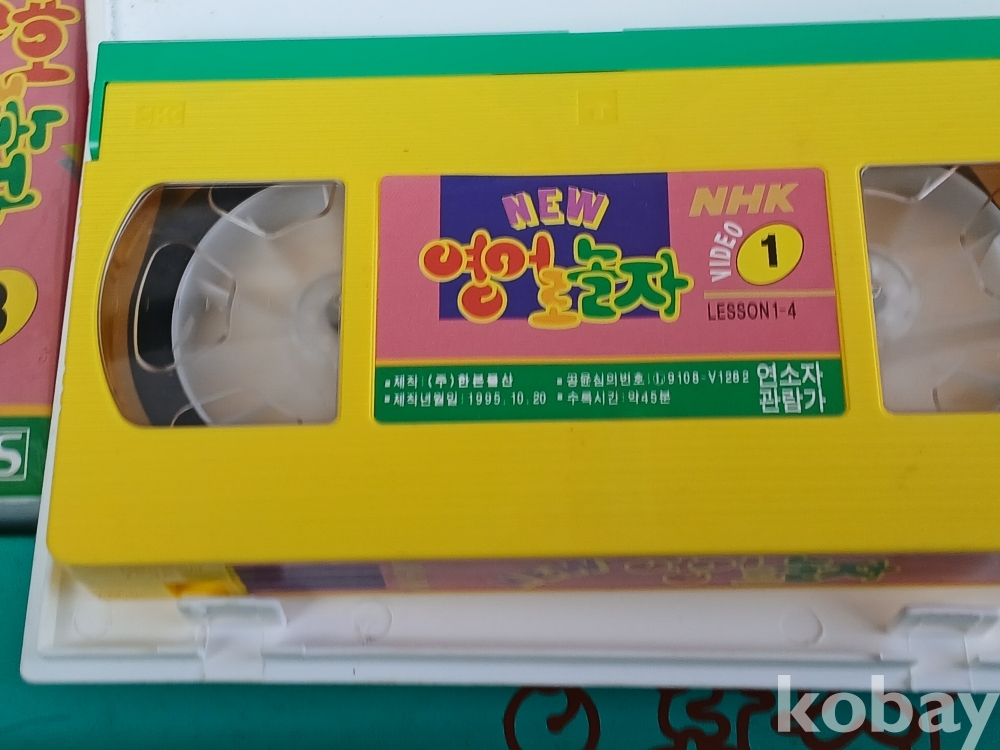 NEW
영어로놀자
NHK
VIDEO 1
LESSON1-4
제작 : (주)한본물산
제작년월일 : 1995. 10. 20
공윤심의번호 : 9108-V1282
수록시간 : 약45분
연소자
관람가
kobay